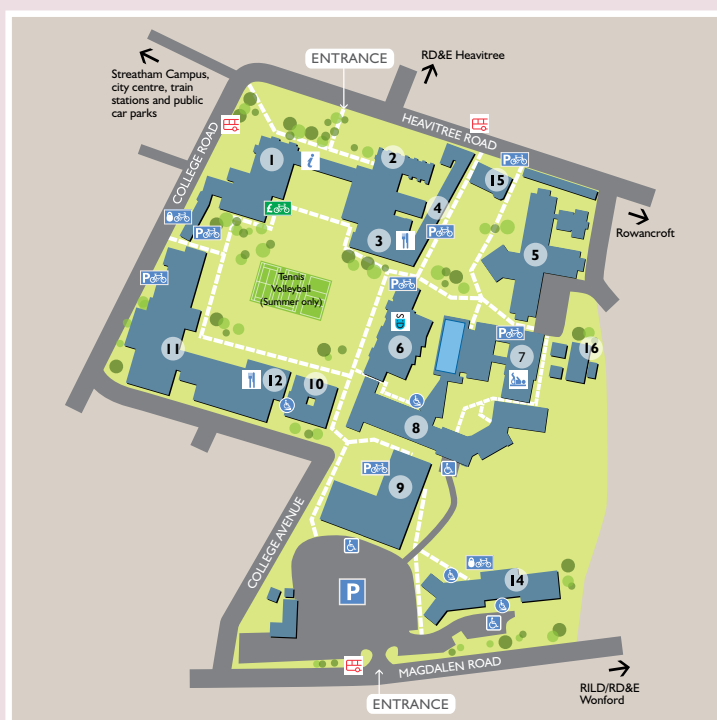 ENTRANCE
RD&E Heavitree
Streatham Campus,
city centre, train
stations and public
car parks
HEAVITREE ROAD
COLLEGE ROAD
1
i
2
15
4
3
£
P
P
P
Rowancroft
5
Tennis
Volleyball
(Summer only)
P
P
P
6
7
16
11
12
10
8
P
9
COLLEGE AVENUE
14
P
MAGDALEN ROAD
ENTRANCE
RILD/RD&E
Wonford